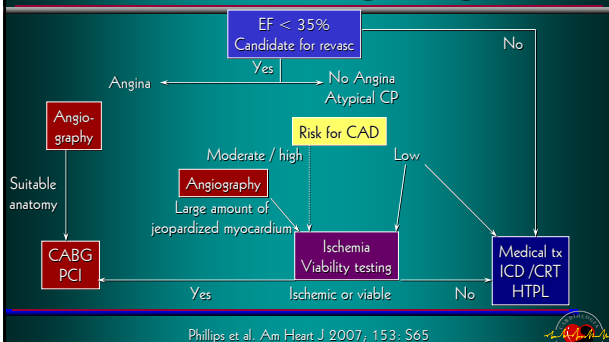 EF < 35%
Candidate for revasc
Yes
No
Angina
No Angina
Atypical CP
Angio-
graphy
Risk for CAD
Moderate / high
Low
Suitable
anatomy
Angiography
Large amount of
jeopardized myocardium
Ischemia
Viability testing
CABG
PCI
Medical tx
ICD /CRT
HTPL
Yes
Ischemic or viable
No
Phillips et al. Am Heart J 2007; 153: S65
CARDIOLOGIA